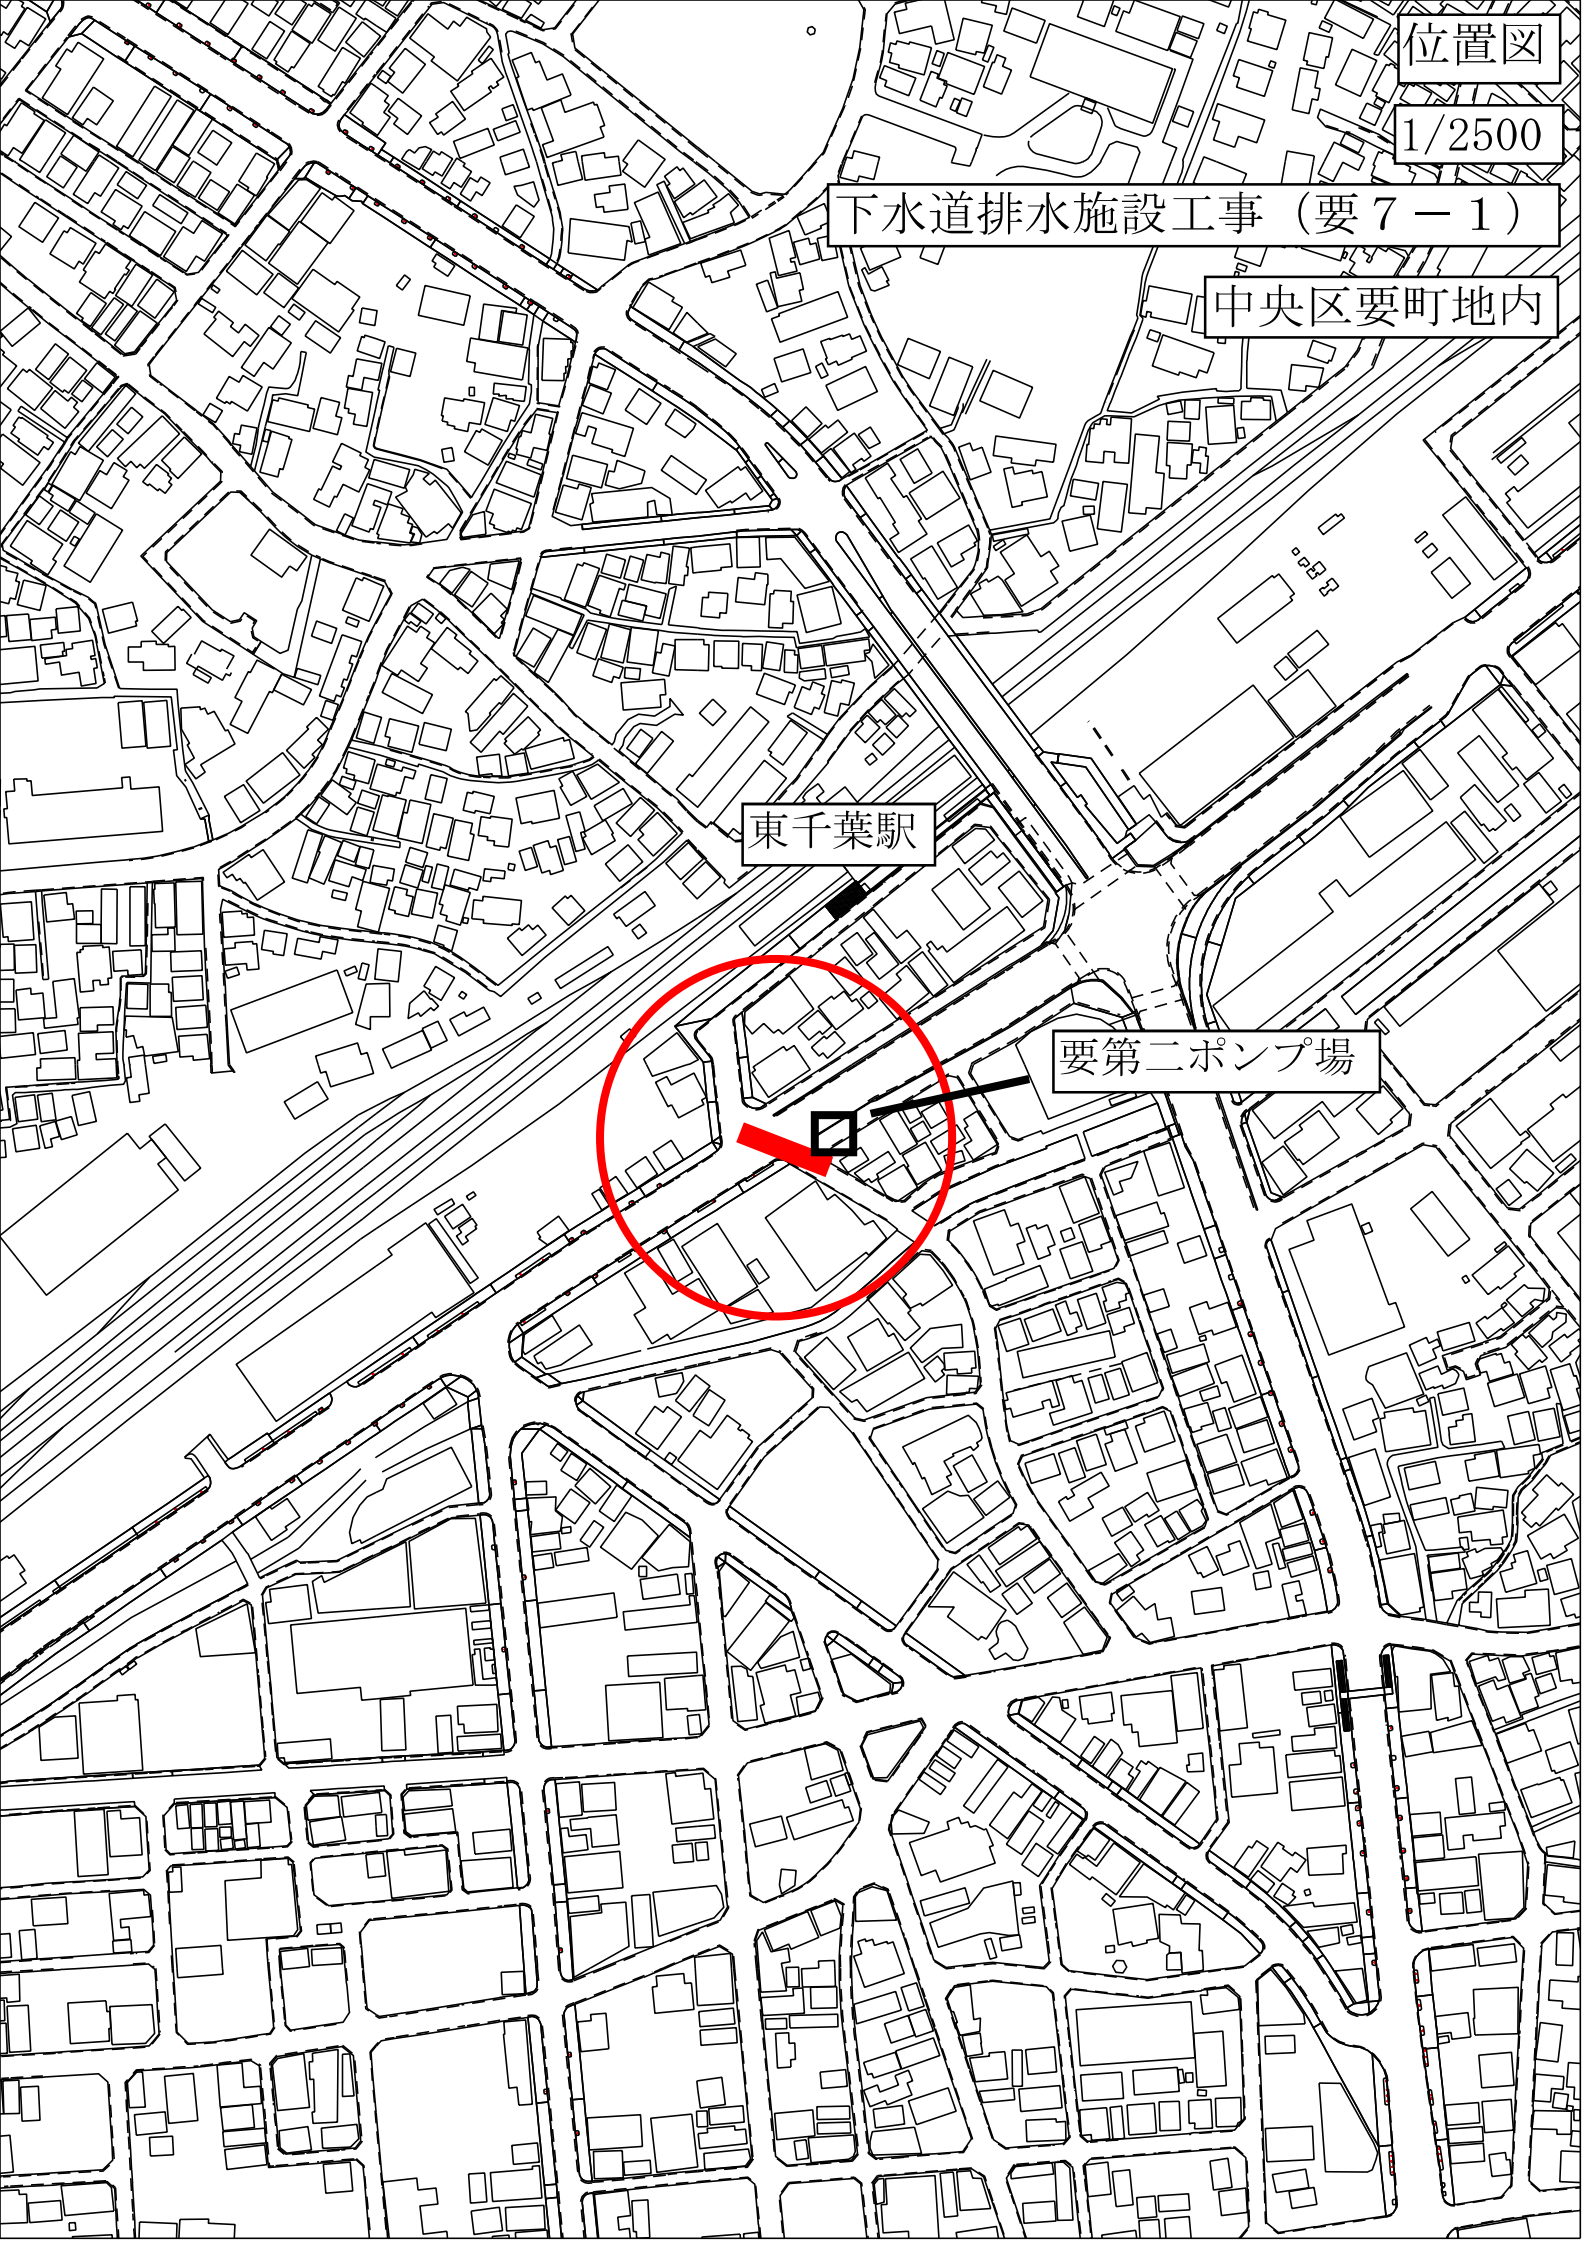 位置図
1/2500
下水道排水施設工事（要７－１）
中央区要町地内
東千葉駅
要第二ポンプ場